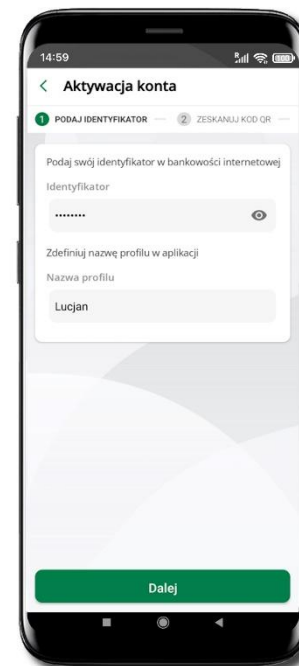 14:59
Aktywacja konta
1 PODAJ IDENTYFIKATOR 2 ZESKANUJ KOD QR
Podaj swój identyfikator w bankowości internetowej
Identyfikator
••••••••
Zdefiniuj nazwę profilu w aplikacji
Nazwa profilu
Lucjan
Dalej